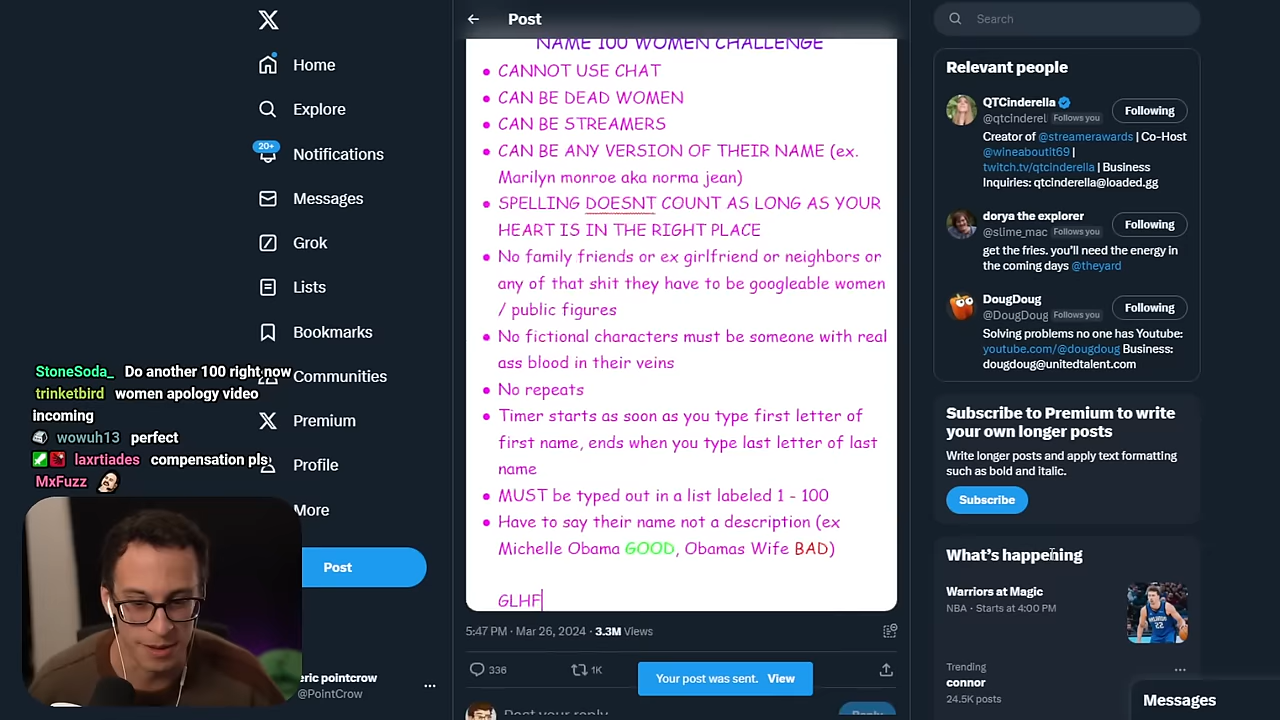 Post
Search
Home
Explore
20+
Notifications
Messages
Grok
Lists
Bookmarks
Communities
Premium
Profile
More
Post
eric pointcrow
@PointCrow
StoneSoda_ Do another 100 right now
trinketbird women apology video
incoming
wowuh13 perfect
laxrtiades compensation pls
MxFuzz
NAME 100 WOMEN CHALLENGE
• CANNOT USE CHAT
• CAN BE DEAD WOMEN
• CAN BE STREAMERS
• CAN BE ANY VERSION OF THEIR NAME (ex.
Marilyn monroe aka norma jean)
• SPELLING DOESNT COUNT AS LONG AS YOUR
HEART IS IN THE RIGHT PLACE
• No family friends or ex girlfriend or neighbors or
any of that shit they have to be googleable women
/ public figures
• No fictional characters must be someone with real
ass blood in their veins
• No repeats
• Timer starts as soon as you type first letter of
first name, ends when you type last letter of last
name
• MUST be typed out in a list labeled 1 - 100
• Have to say their name not a description (ex
Michelle Obama GOOD, Obamas Wife BAD)
GLHF
5:47 PM · Mar 26, 2024 · 3.3M Views
336
1K
Your post was sent. View
Post your reply
Reply
Relevant people
QTCinderella
@qtcinderel Follows you
Following
Creator of @streamerawards | Co-Host
@wineaboutit69 |
twitch.tv/qtcinderella | Business
Inquiries: qtcinderella@loaded.gg
dorya the explorer
@slime_mac Follows you
Following
get the fries. you'll need the energy in
the coming days @theyard
DougDoug
@DougDoug Follows you
Following
Solving problems no one has Youtube:
youtube.com/@dougdoug Business:
dougdoug@unitedtalent.com
Subscribe to Premium to write
your own longer posts
Write longer posts and apply text formatting
such as bold and italic.
Subscribe
What's happening
Warriors at Magic
NBA · Starts at 4:00 PM
Trending
connor
24.5K posts
Messages